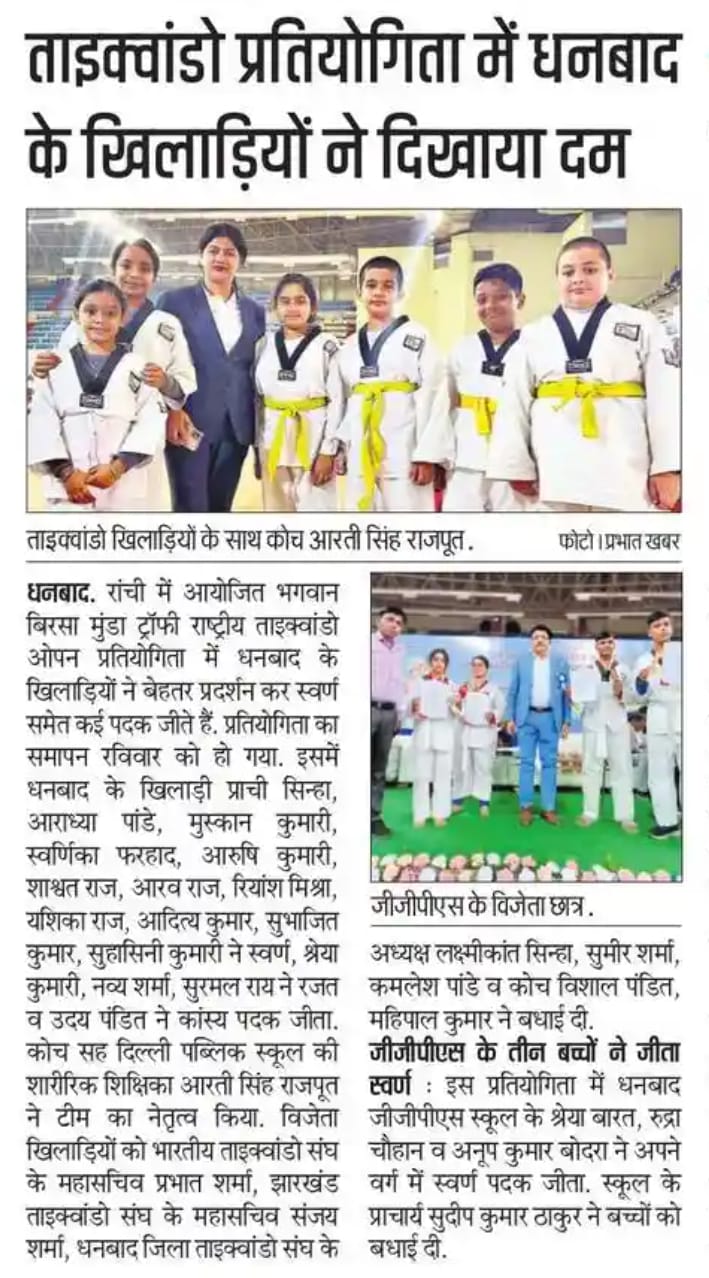 ताइक्वांडो प्रतियोगिता में धनबाद
के खिलाड़ियों ने दिखाया दम
ताइक्वांडो खिलाड़ियों के साथ कोच आरती सिंह राजपूत.
फोटो । प्रभात खबर
धनबाद. रांची में आयोजित भगवान
बिरसा मुंडा ट्रॉफी राष्ट्रीय ताइक्वांडो
ओपन प्रतियोगिता में धनबाद के
खिलाड़ियों ने बेहतर प्रदर्शन कर स्वर्ण
समेत कई पदक जीते हैं. प्रतियोगिता का
समापन रविवार को हो गया. इसमें
धनबाद के खिलाड़ी प्राची सिन्हा,
आराध्या पांडे, मुस्कान कुमारी,
स्वर्णिका फरहाद, आरुषि कुमारी,
शाश्वत राज, आरव राज, रियांश मिश्रा,
यशिका राज, आदित्य कुमार, सुभाजित
कुमार, सुहासिनी कुमारी ने स्वर्ण, श्रेया
कुमारी, नव्य शर्मा, सुरमल राय ने रजत
व उदय पंडित ने कांस्य पदक जीता.
कोच सह दिल्ली पब्लिक स्कूल की
शारीरिक शिक्षिका आरती सिंह राजपूत
ने टीम का नेतृत्व किया. विजेता
खिलाड़ियों को भारतीय ताइक्वांडो संघ
के महासचिव प्रभात शर्मा, झारखंड
ताइक्वांडो संघ के महासचिव संजय
शर्मा, धनबाद जिला ताइक्वांडो संघ के
जीजीपीएस के विजेता छात्र.
अध्यक्ष लक्ष्मीकांत सिन्हा, सुमीर शर्मा,
कमलेश पांडे व कोच विशाल पंडित,
महिपाल कुमार ने बधाई दी.
जीजीपीएस के तीन बच्चों ने जीता
स्वर्ण : इस प्रतियोगिता में धनबाद
जीजीपीएस स्कूल के श्रेया बारत, रुद्रा
चौहान व अनूप कुमार बोदरा ने अपने
वर्ग में स्वर्ण पदक जीता. स्कूल के
प्राचार्य सुदीप कुमार ठाकुर ने बच्चों को
बधाई दी.